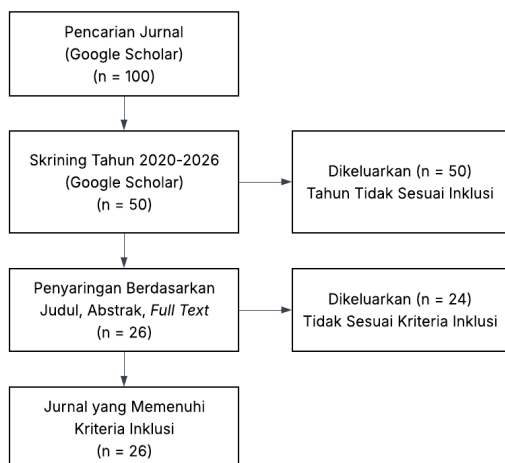 Pencarian Jurnal
(Google Scholar)
(n = 100)
Skrining Tahun 2020-2026
(Google Scholar)
(n = 50)
Dikeluarkan (n = 50)
Tahun Tidak Sesuai Inklusi
Penyaringan Berdasarkan
Judul, Abstrak, Full Text
(n = 26)
Dikeluarkan (n = 24)
Tidak Sesuai Kriteria Inklusi
Jurnal yang Memenuhi
Kriteria Inklusi
(n = 26)